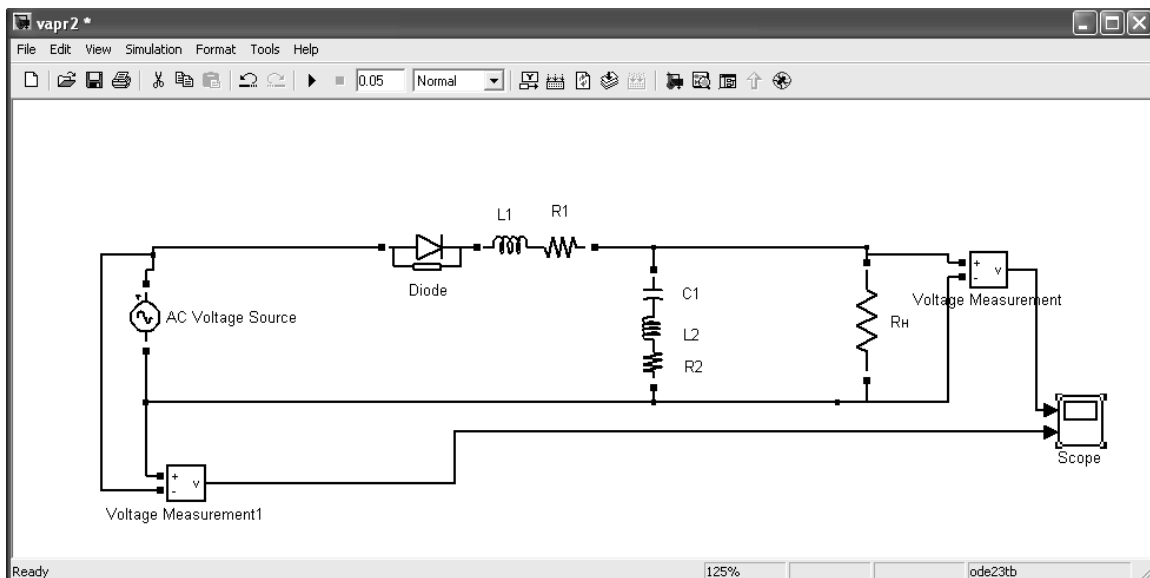 vapr2 *
File Edit View Simulation Format Tools Help
0.05 Normal
L1 R1
Diode
AC Voltage Source
C1
L2
R2
Rн
+
-
v
Voltage Measurement
Scope
+
-
v
Voltage Measurement1
Ready 125% ode23tb